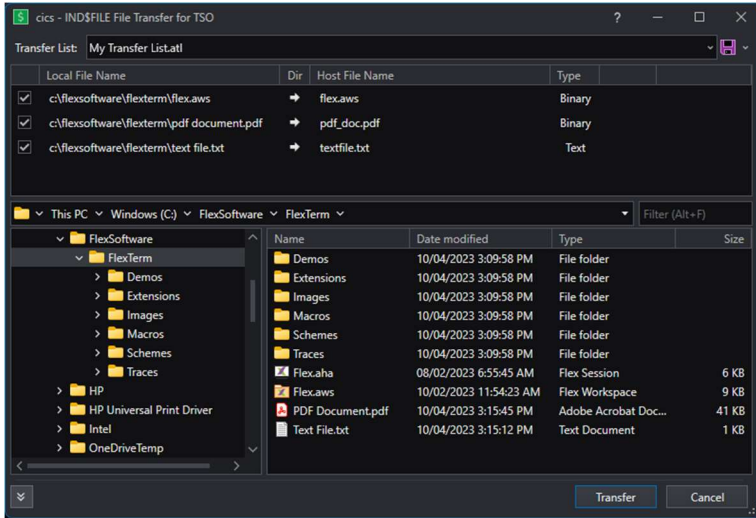 cics - IND$FILE File Transfer for TSO
Transfer List: My Transfer List.atl
Local File Name Dir Host File Name Type
c:\flexsoftware\flexterm\flex.aws flex.aws Binary
c:\flexsoftware\flexterm\pdf document.pdf pdf_doc.pdf Binary
c:\flexsoftware\flexterm\text file.txt textfile.txt Text
This PC Windows (C:) FlexSoftware FlexTerm Filter (Alt+F)
FlexSoftware
FlexTerm
Demos
Extensions
Images
Macros
Schemes
Traces
HP
HP Universal Print Driver
Intel
OneDriveTemp
Name Date modified Type Size
Demos 10/04/2023 3:09:58 PM File folder
Extensions 10/04/2023 3:09:58 PM File folder
Images 10/04/2023 3:09:58 PM File folder
Macros 10/04/2023 3:09:58 PM File folder
Schemes 10/04/2023 3:09:58 PM File folder
Traces 10/04/2023 3:09:58 PM File folder
Flex.aha 08/02/2023 6:55:45 AM Flex Session 6 KB
Flex.aws 10/02/2023 11:54:23 AM Flex Workspace 9 KB
PDF Document.pdf 10/04/2023 3:15:45 PM Adobe Acrobat Doc... 41 KB
Text File.txt 10/04/2023 3:15:12 PM Text Document 1 KB
Transfer Cancel